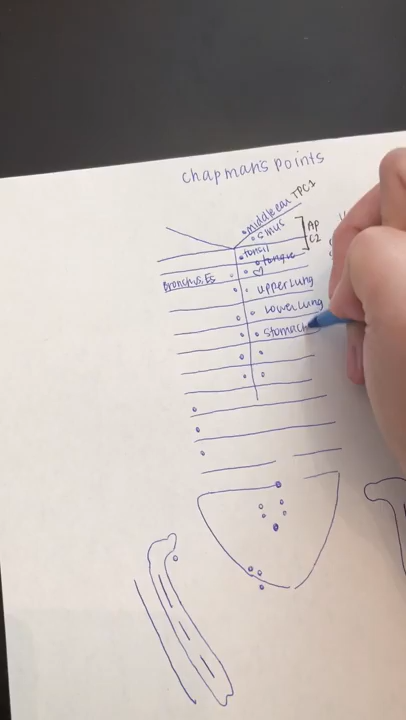 chapman's points
middle ear TPC1
sinus
AP
C2
tonsil
tongue
Bronchus, Es
upper lung
lower lung
stomach